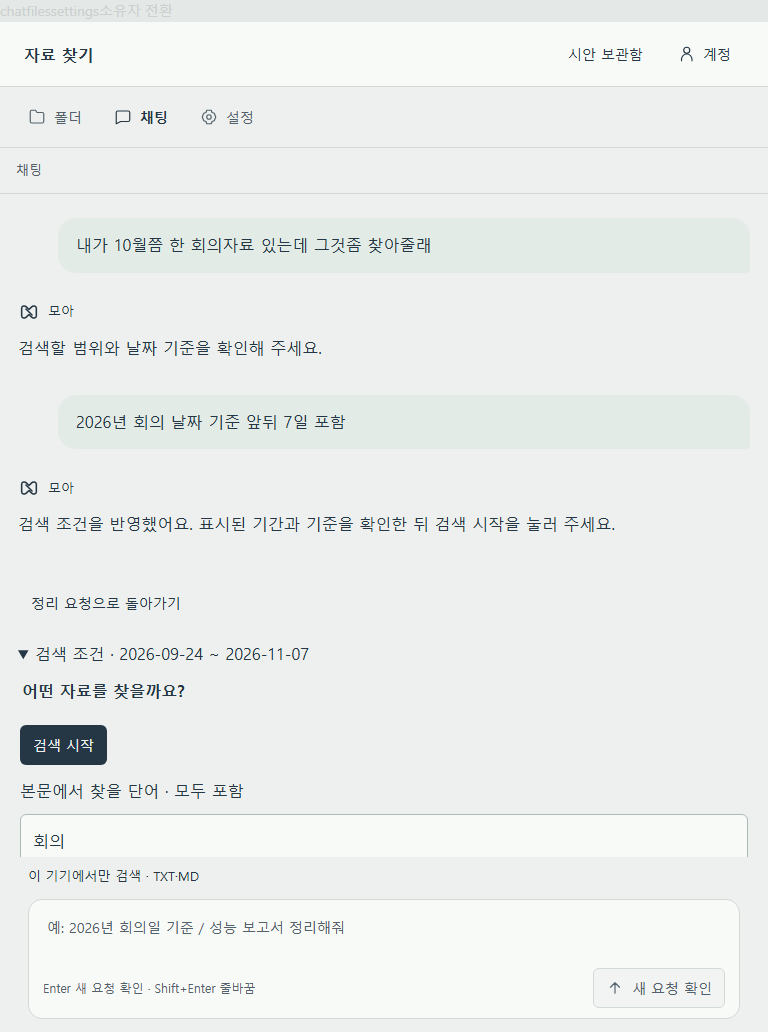 chatfilessettings소유자 전환
자료 찾기
시안 보관함
계정
폴더
채팅
설정
채팅
내가 10월쯤 한 회의자료 있는데 그것좀 찾아줄래
모아
검색할 범위와 날짜 기준을 확인해 주세요.
2026년 회의 날짜 기준 앞뒤 7일 포함
모아
검색 조건을 반영했어요. 표시된 기간과 기준을 확인한 뒤 검색 시작을 눌러 주세요.
정리 요청으로 돌아가기
▼ 검색 조건 · 2026-09-24 ~ 2026-11-07
어떤 자료를 찾을까요?
검색 시작
본문에서 찾을 단어 · 모두 포함
회의
이 기기에서만 검색 · TXT·MD
예: 2026년 회의일 기준 / 성능 보고서 정리해줘
Enter 새 요청 확인 · Shift+Enter 줄바꿈
↑ 새 요청 확인